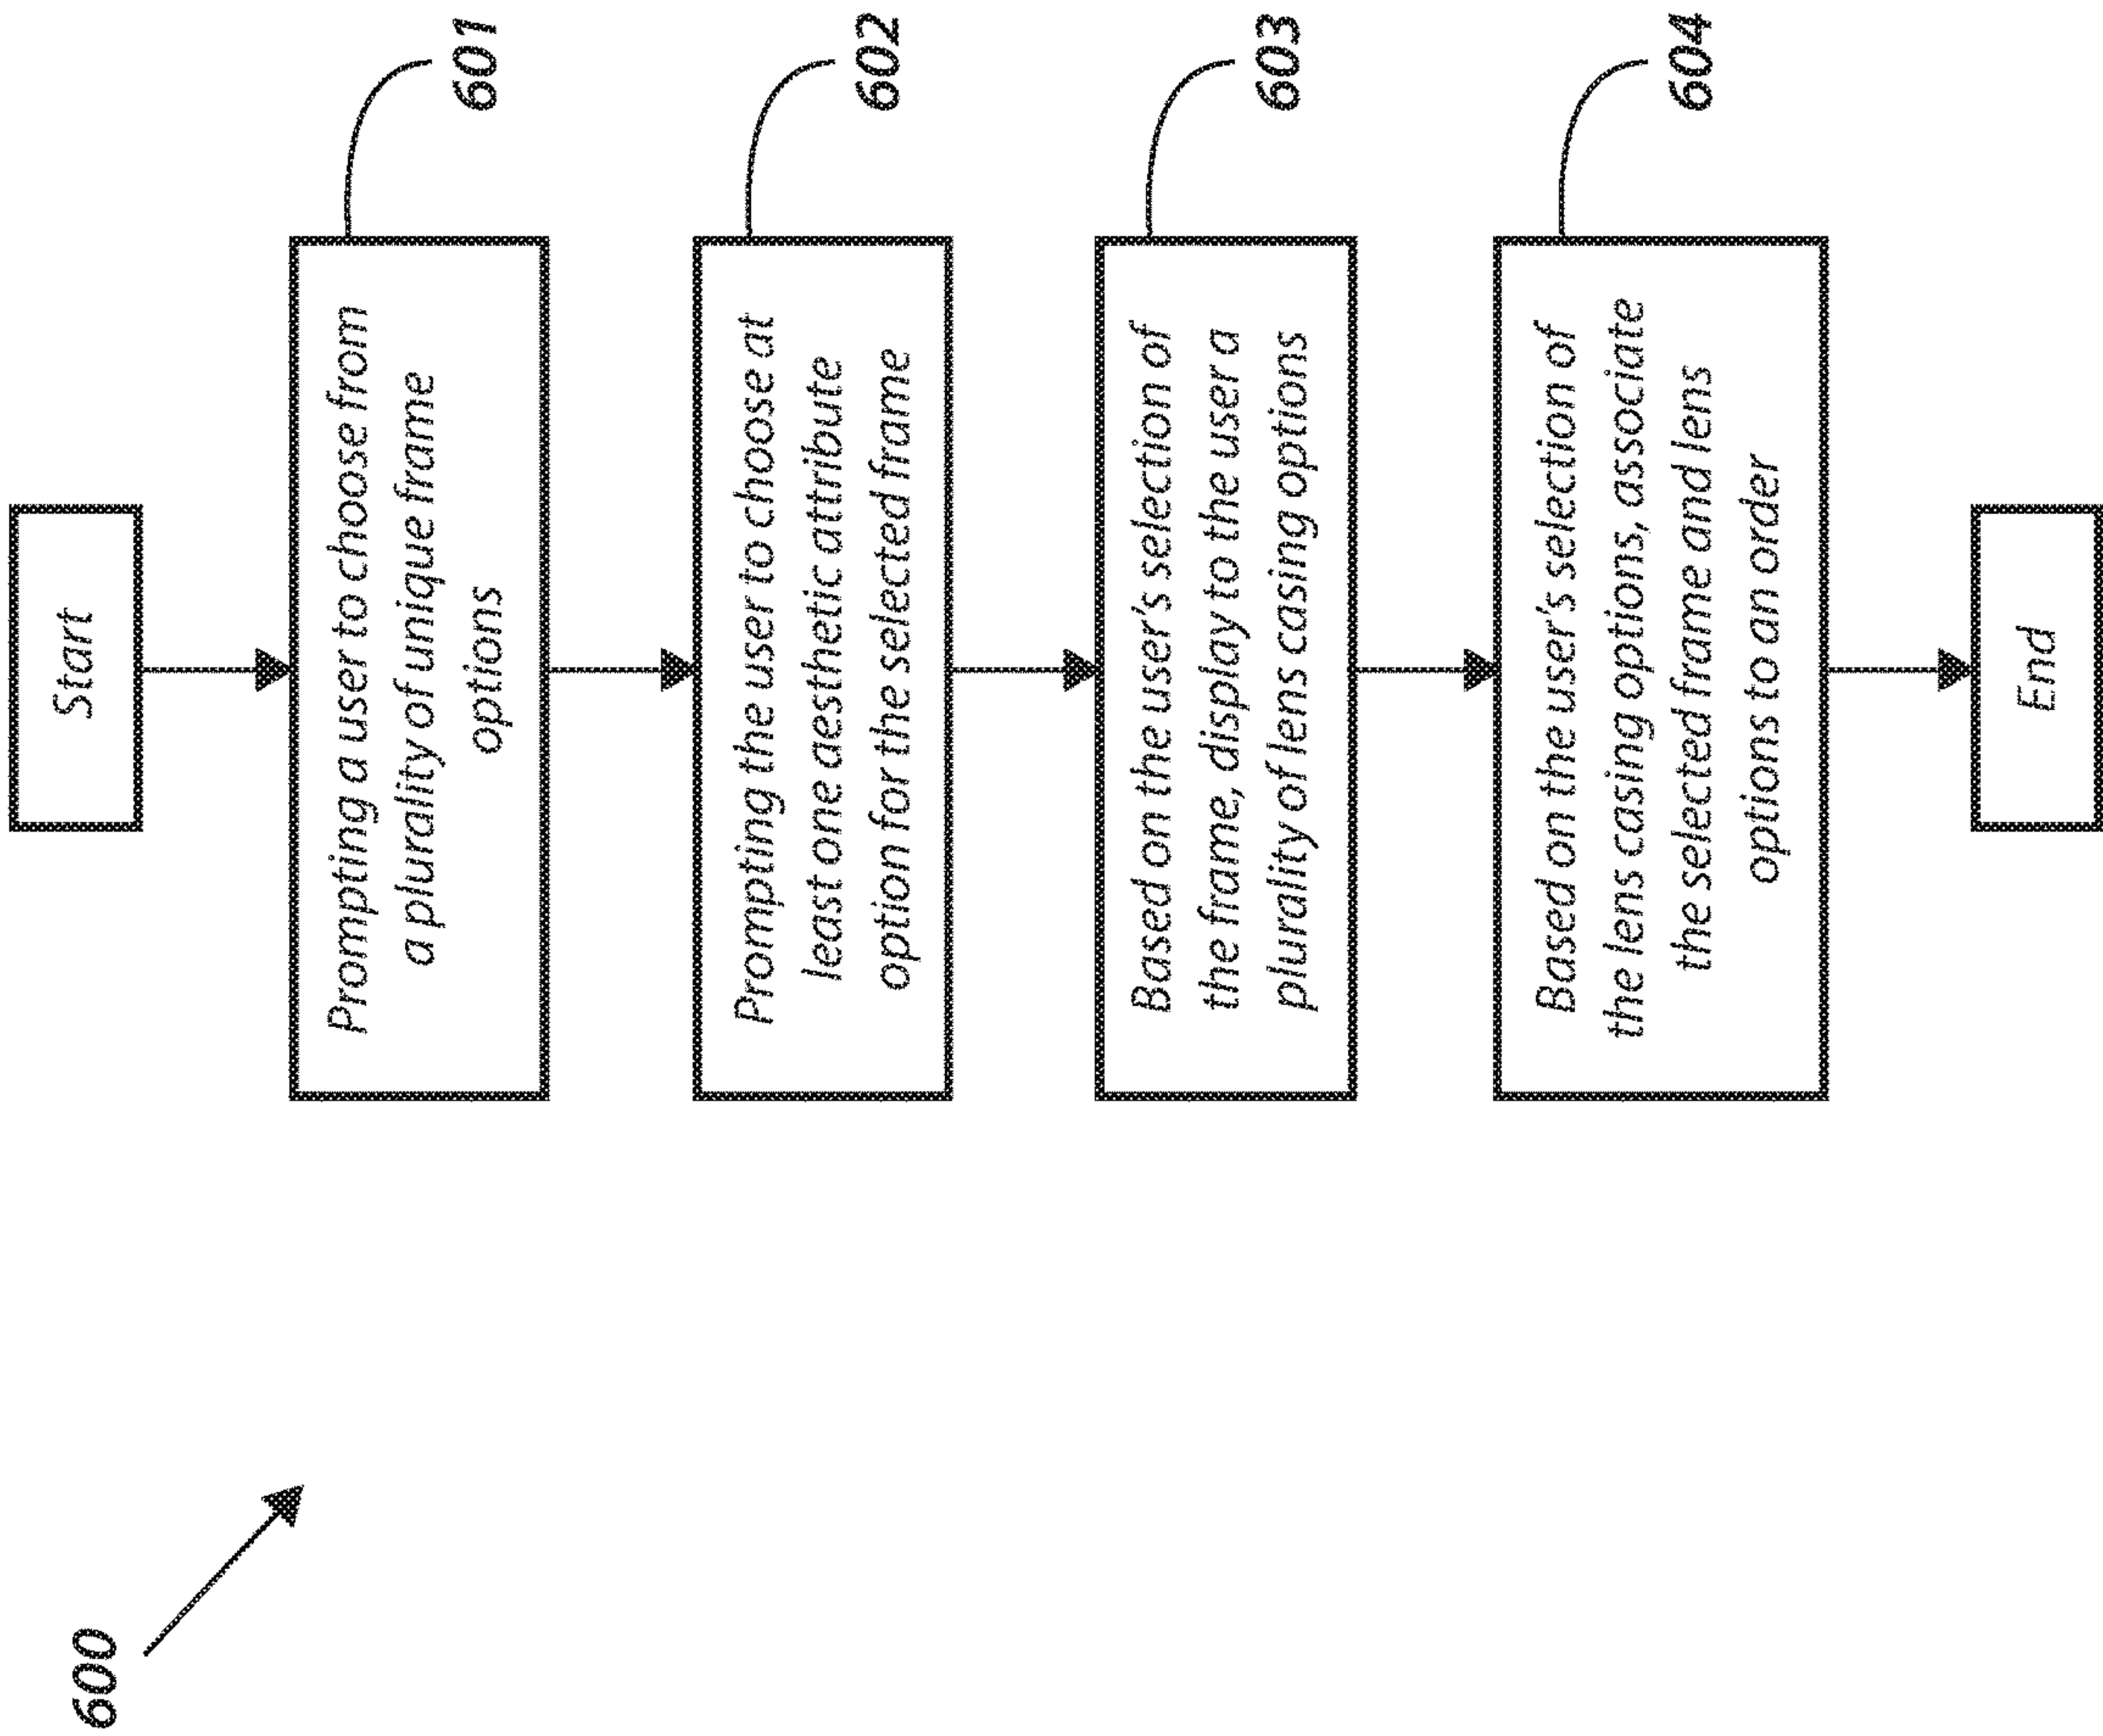 600
Start
Prompting a user to choose from
a plurality of unique frame
options
601
Prompting the user to choose at
least one aesthetic attribute
option for the selected frame
602
Based on the user's selection of
the frame, display to the user a
plurality of lens casing options
603
Based on the user's selection of
the lens casing options, associate
the selected frame and lens
options to an order
604
End